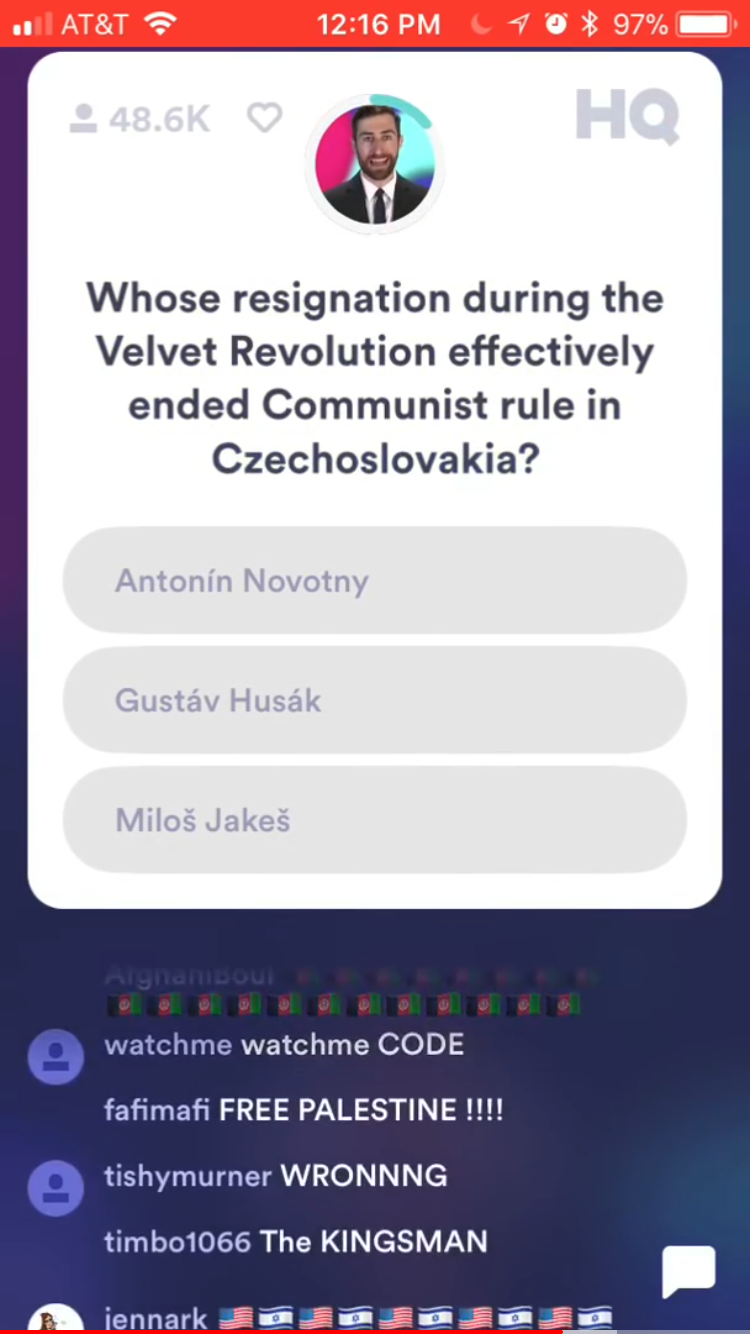 AT&T 12:16 PM 97%
48.6K HQ
Whose resignation during the
Velvet Revolution effectively
ended Communist rule in
Czechoslovakia?
Antonín Novotny
Gustáv Husák
Miloš Jakeš
AfghaniBoul
watchme watchme CODE
fafimafi FREE PALESTINE !!!!
tishymurner WRONNNG
timbo1066 The KINGSMAN
jennark